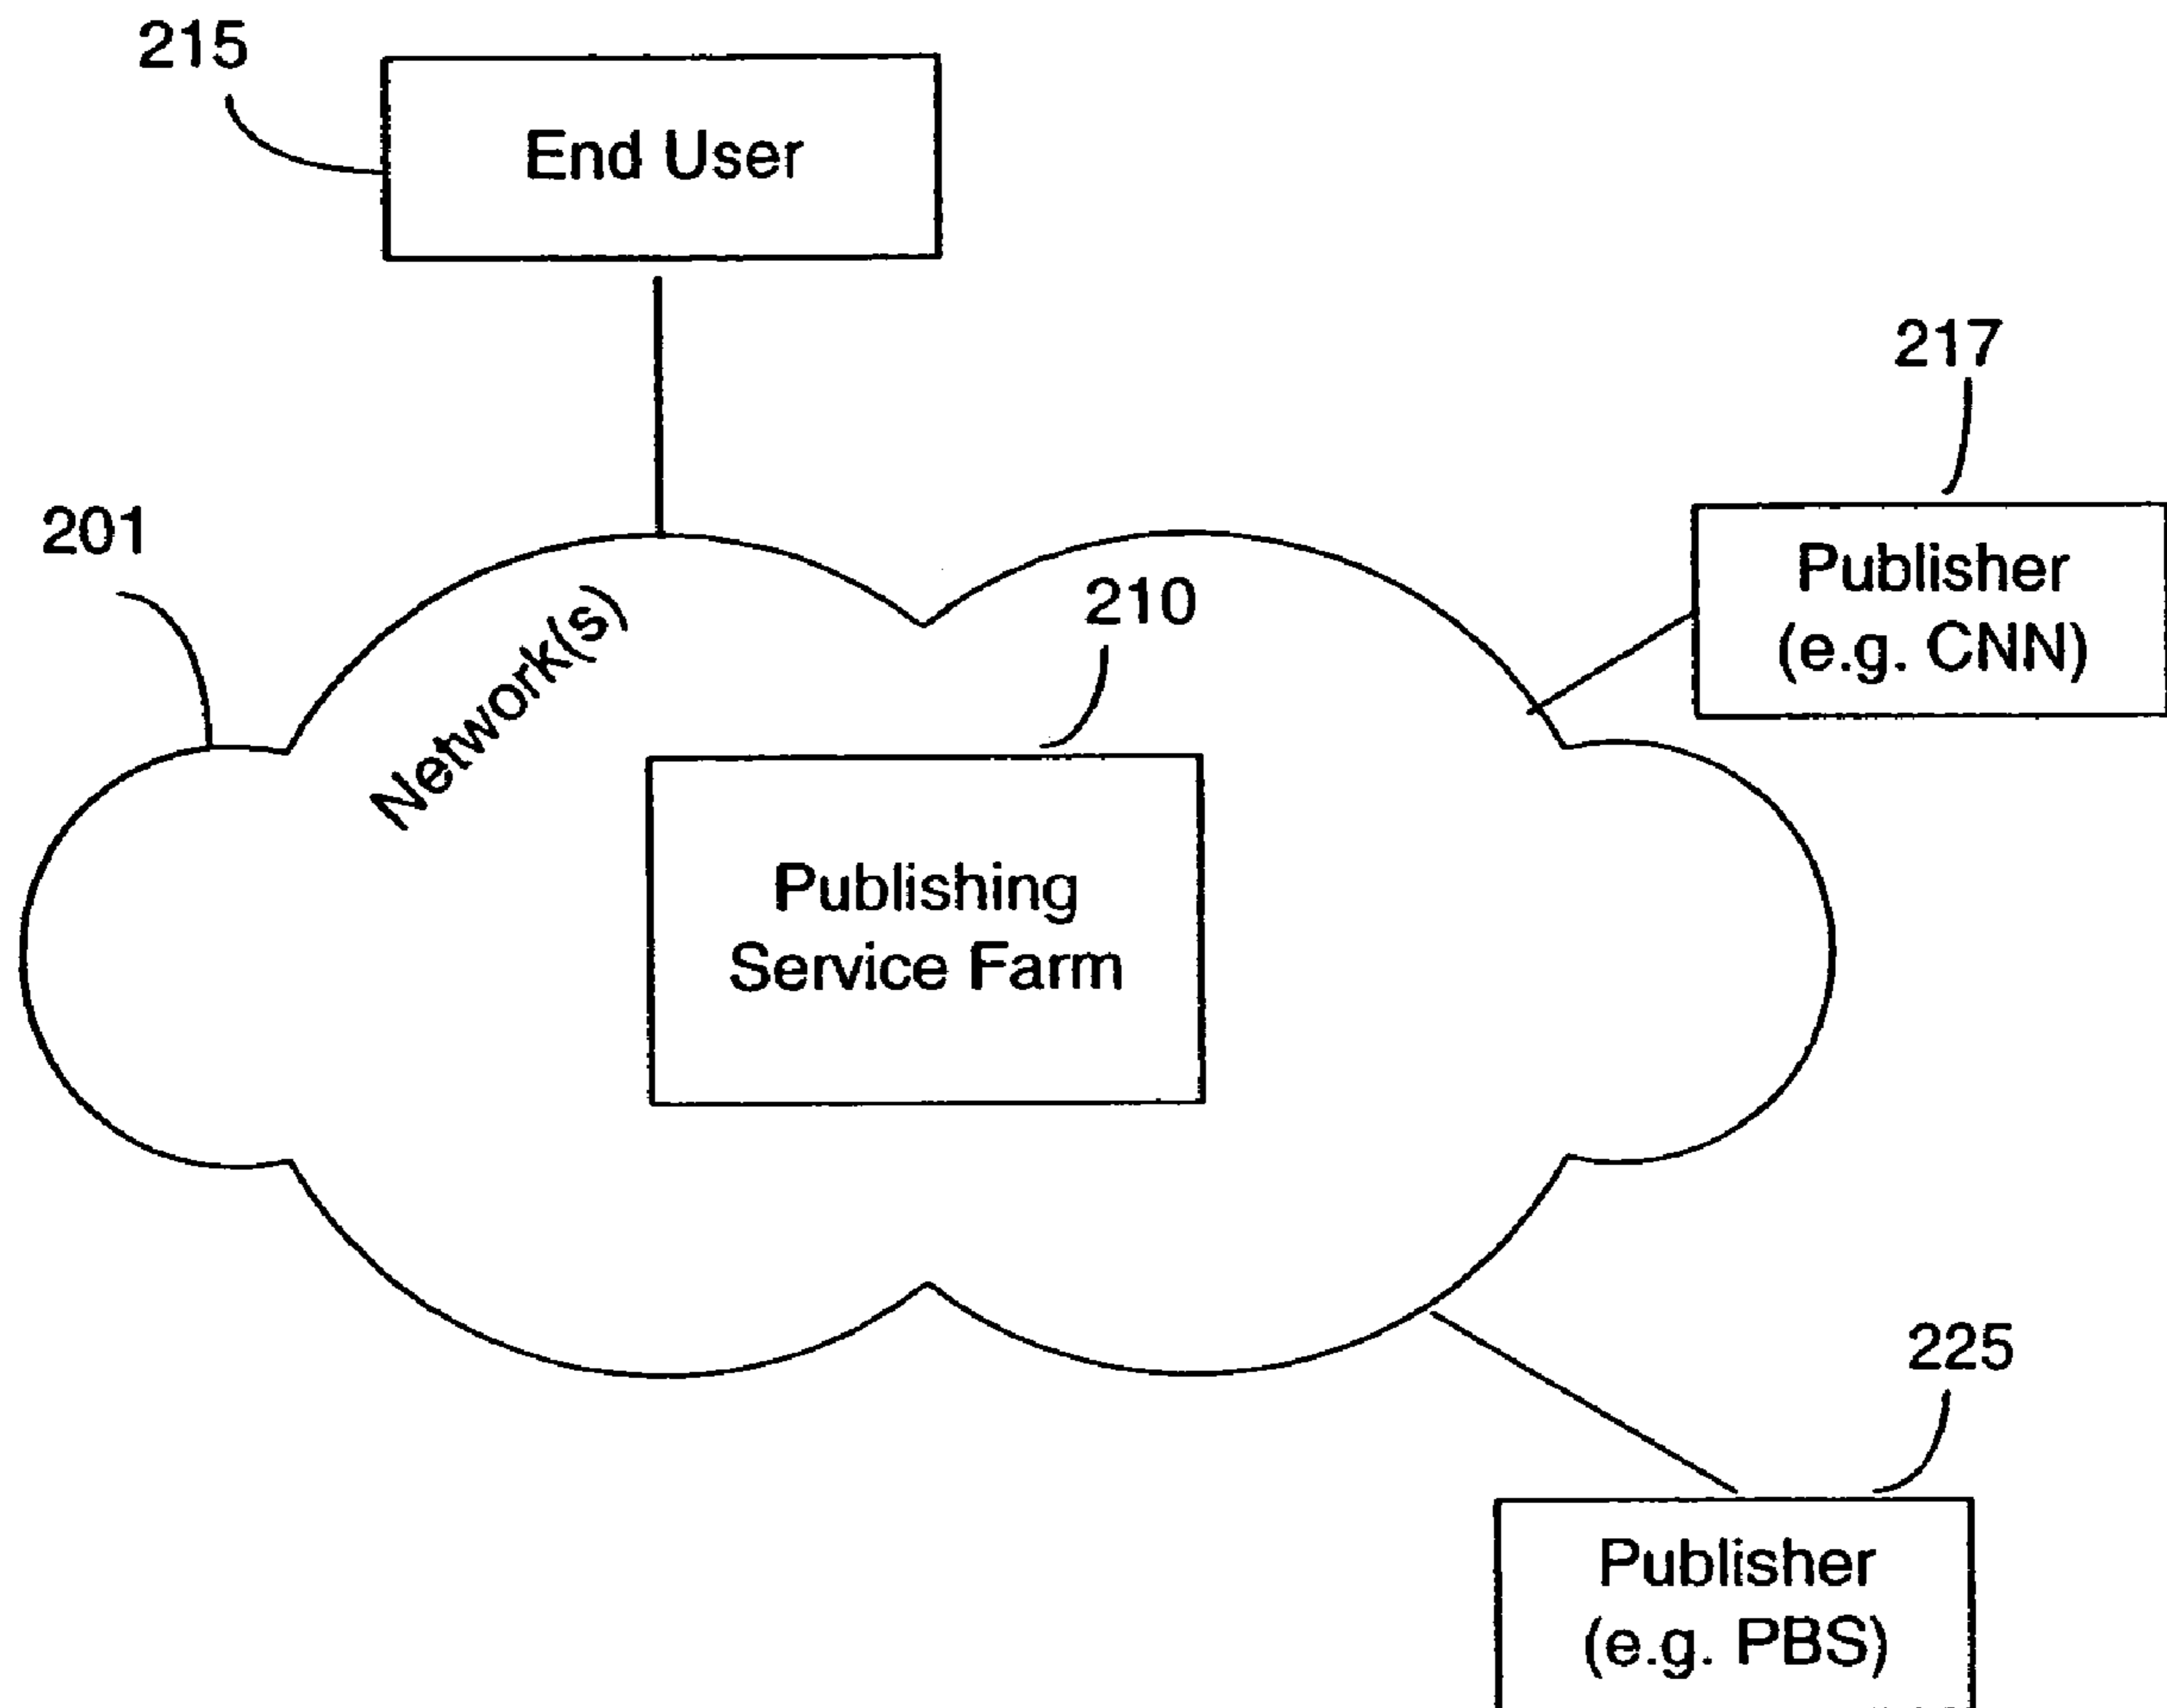 215
End User
217
201
Publisher
(e.g. CNN)
210
Network(s)
Publishing
Service Farm
225
Publisher
(e.g. PBS)